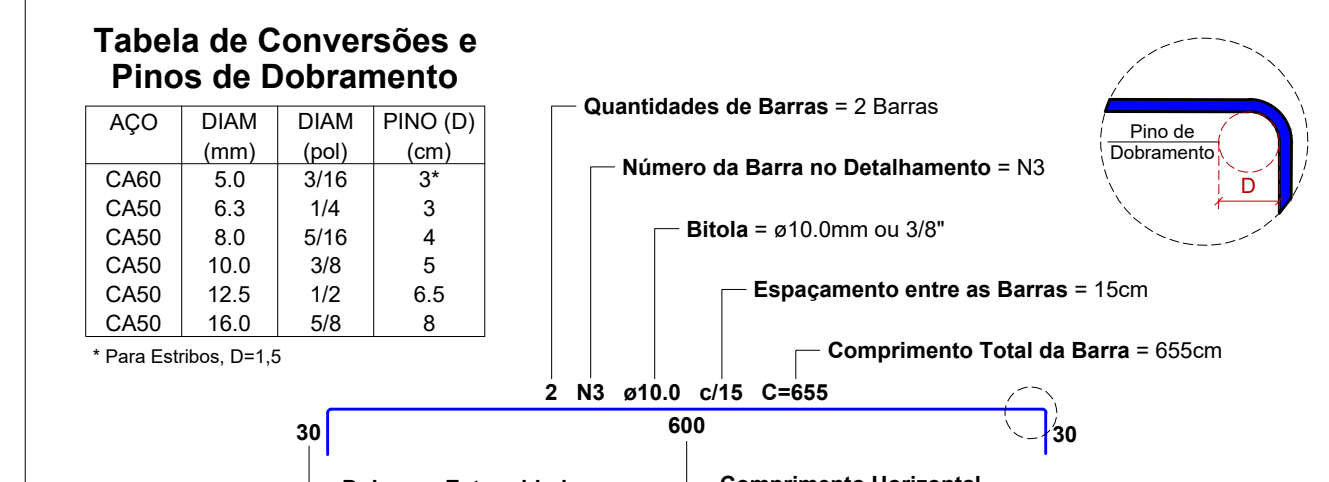 Tabela de Conversões e
Pinos de Dobramento
AÇO DIAM DIAM PINO (D)
(mm) (pol) (cm)
CA60 5.0 3/16 3*
CA50 6.3 1/4 3
CA50 8.0 5/16 4
CA50 10.0 3/8 5
CA50 12.5 1/2 6.5
CA50 16.0 5/8 8
* Para Estribos, D=1,5
Quantidades de Barras = 2 Barras
Número da Barra no Detalhamento = N3
Bitola = ø10.0mm ou 3/8"
Espaçamento entre as Barras = 15cm
Comprimento Total da Barra = 655cm
Pino de
Dobramento
D
2 N3 ø10.0 c/15 C=655
30 600 30
Comprimento Horizontal